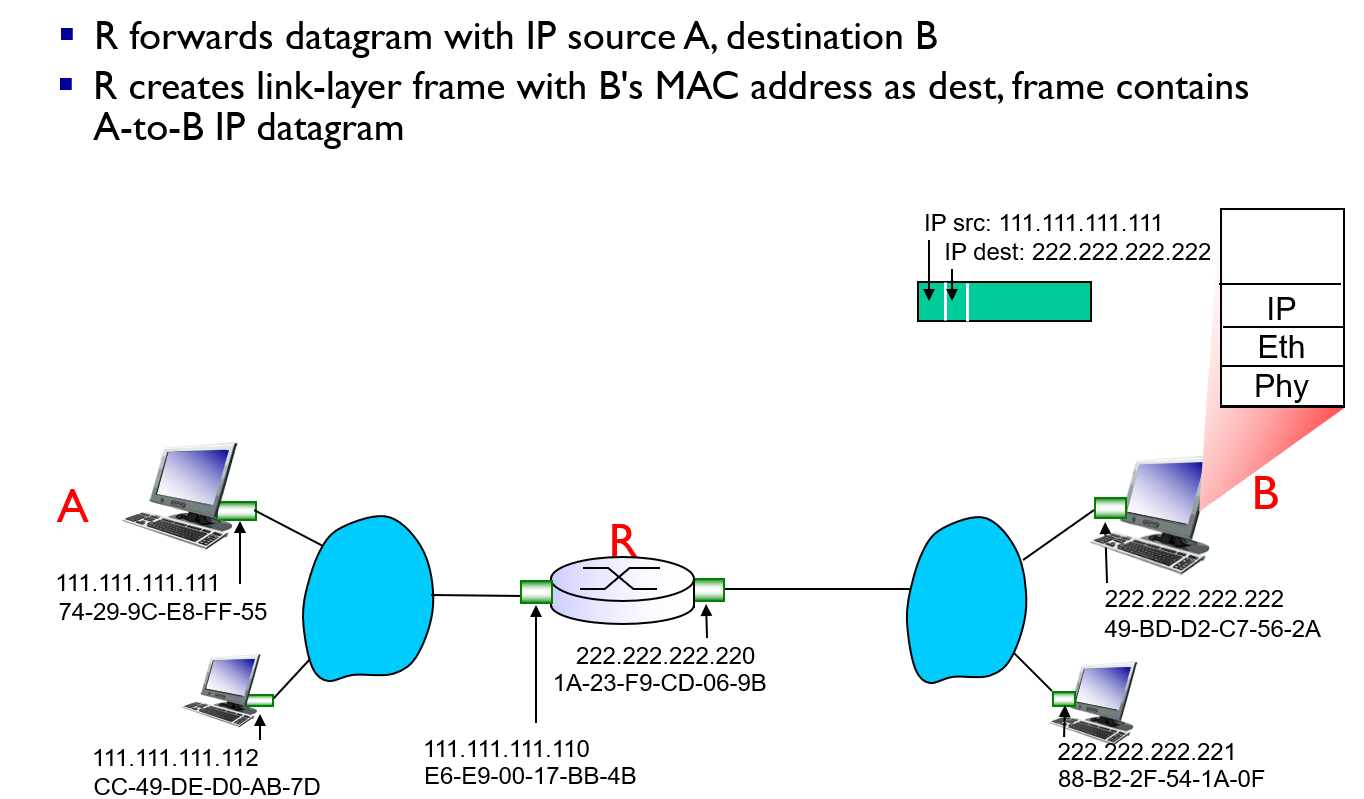 ▪ R forwards datagram with IP source A, destination B
▪ R creates link-layer frame with B's MAC address as dest, frame contains
A-to-B IP datagram
IP src: 111.111.111.111
IP dest: 222.222.222.222
IP
Eth
Phy
A
R
B
111.111.111.111
74-29-9C-E8-FF-55
222.222.222.222
49-BD-D2-C7-56-2A
222.222.222.220
1A-23-F9-CD-06-9B
111.111.111.112
CC-49-DE-D0-AB-7D
111.111.111.110
E6-E9-00-17-BB-4B
222.222.222.221
88-B2-2F-54-1A-0F